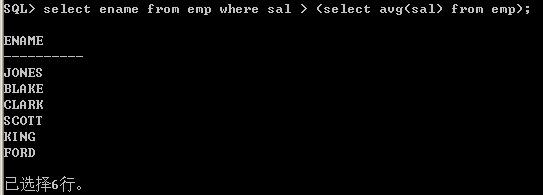 SQL> select ename from emp where sal > (select avg(sal) from emp);
ENAME
----------
JONES
BLAKE
CLARK
SCOTT
KING
FORD
已选择6行。